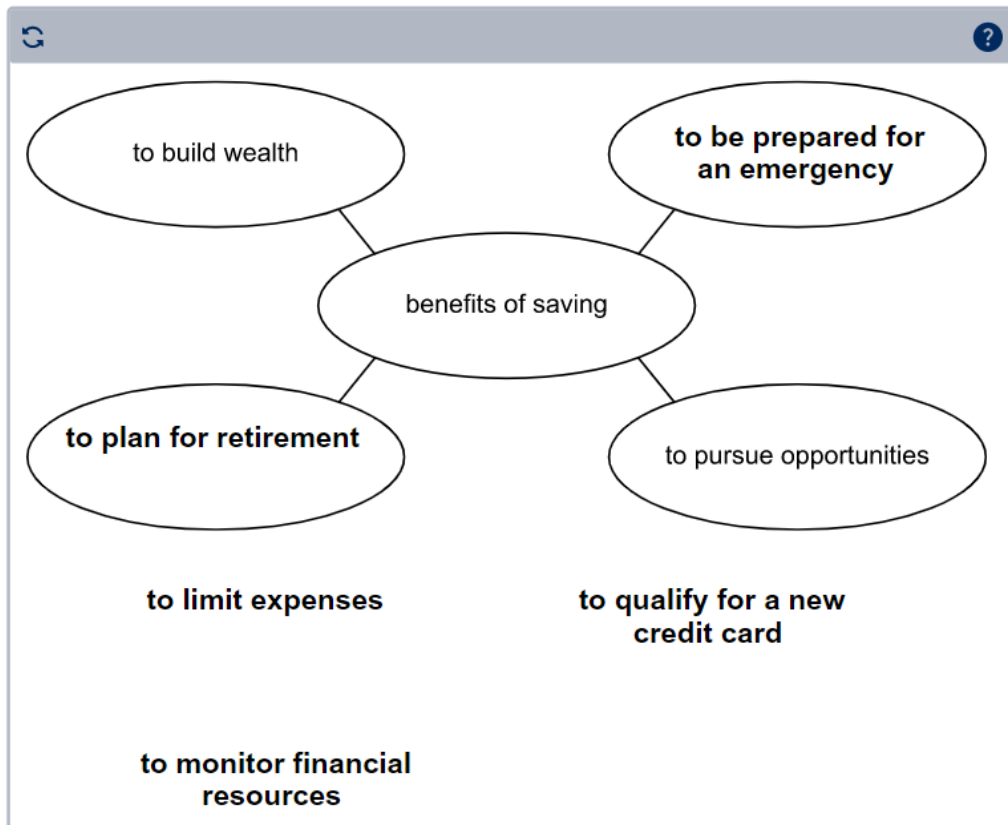 ?
to build wealth
to be prepared for
an emergency
benefits of saving
to plan for retirement
to pursue opportunities
to limit expenses
to qualify for a new
credit card
to monitor financial
resources